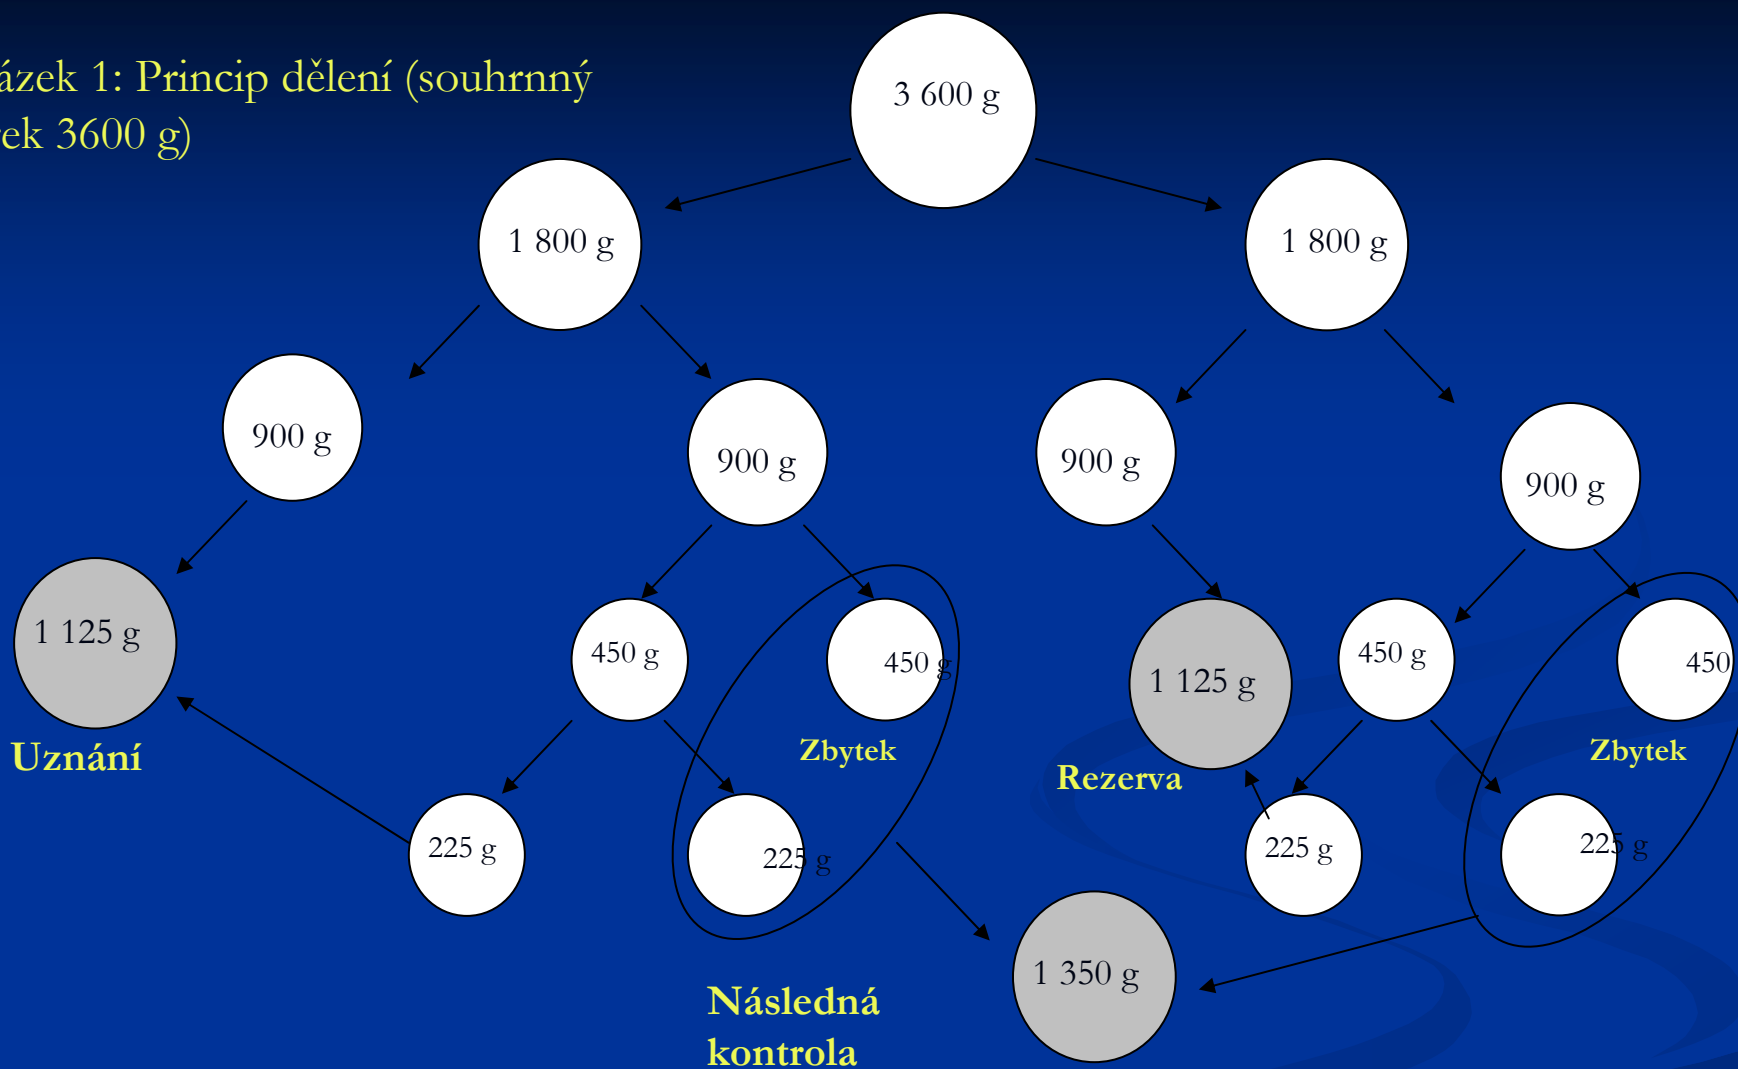 ázek 1: Princip dělení (souhrnný
ek 3600 g)
3 600 g
1 800 g
1 800 g
900 g
900 g
900 g
900 g
1 125 g
450 g
450 g
1 125 g
450 g
450
Uznání
Zbytek
Rezerva
Zbytek
225 g
225 g
225 g
225 g
1 350 g
Následná
kontrola